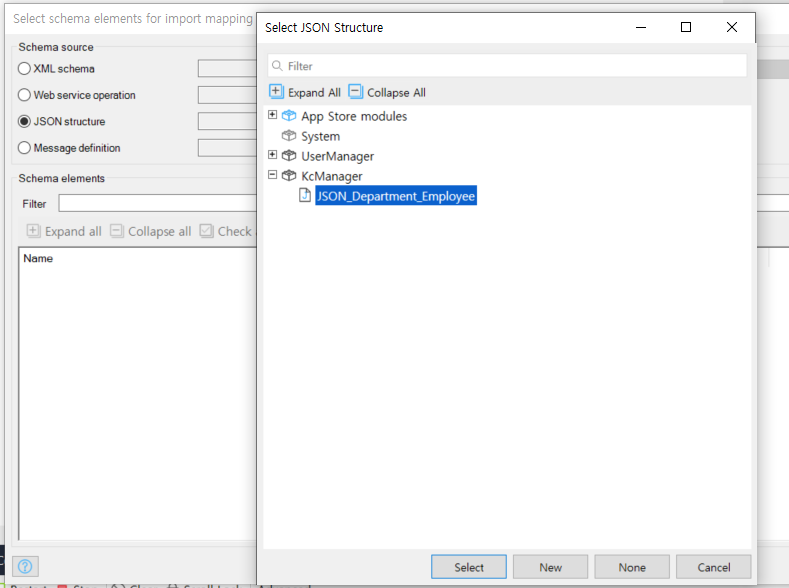 Select schema elements for import mapping
Schema source
XML schema
Web service operation
JSON structure
Message definition
Schema elements
Filter
Expand all Collapse all Check
Name
Select JSON Structure
Filter
Expand All Collapse All
App Store modules
System
UserManager
KcManager
JSON_Department_Employee
Select New None Cancel